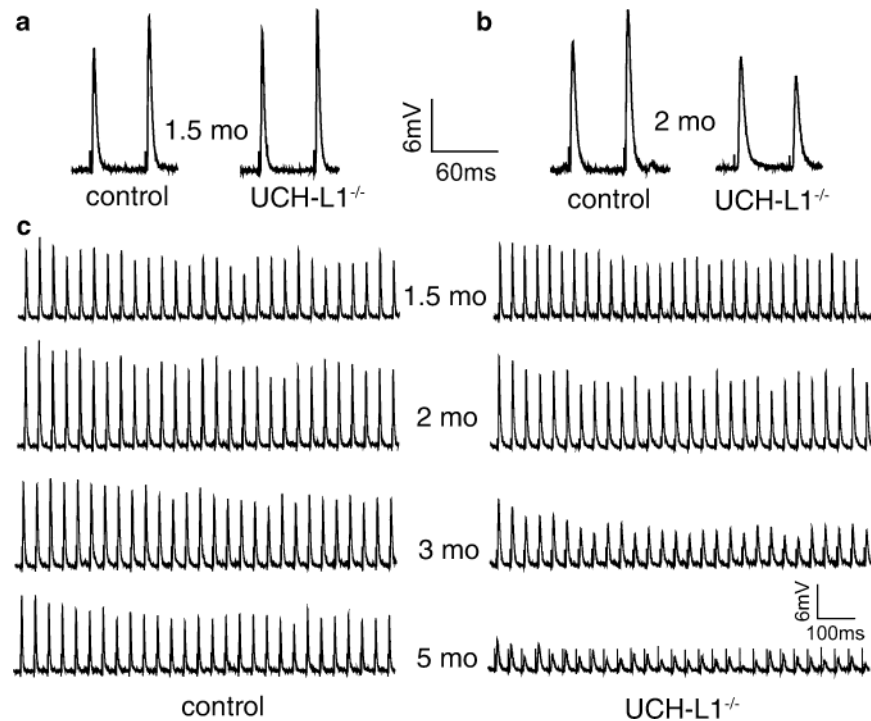 a
b
1.5 mo
6mV
60ms
2 mo
control
UCH-L1-/-
control
UCH-L1-/-
c
1.5 mo
2 mo
3 mo
6mV
100ms
5 mo
control
UCH-L1-/-